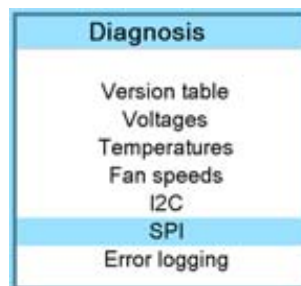 Diagnosis
Version table
Voltages
Temperatures
Fan speeds
I2C
SPI
Error logging